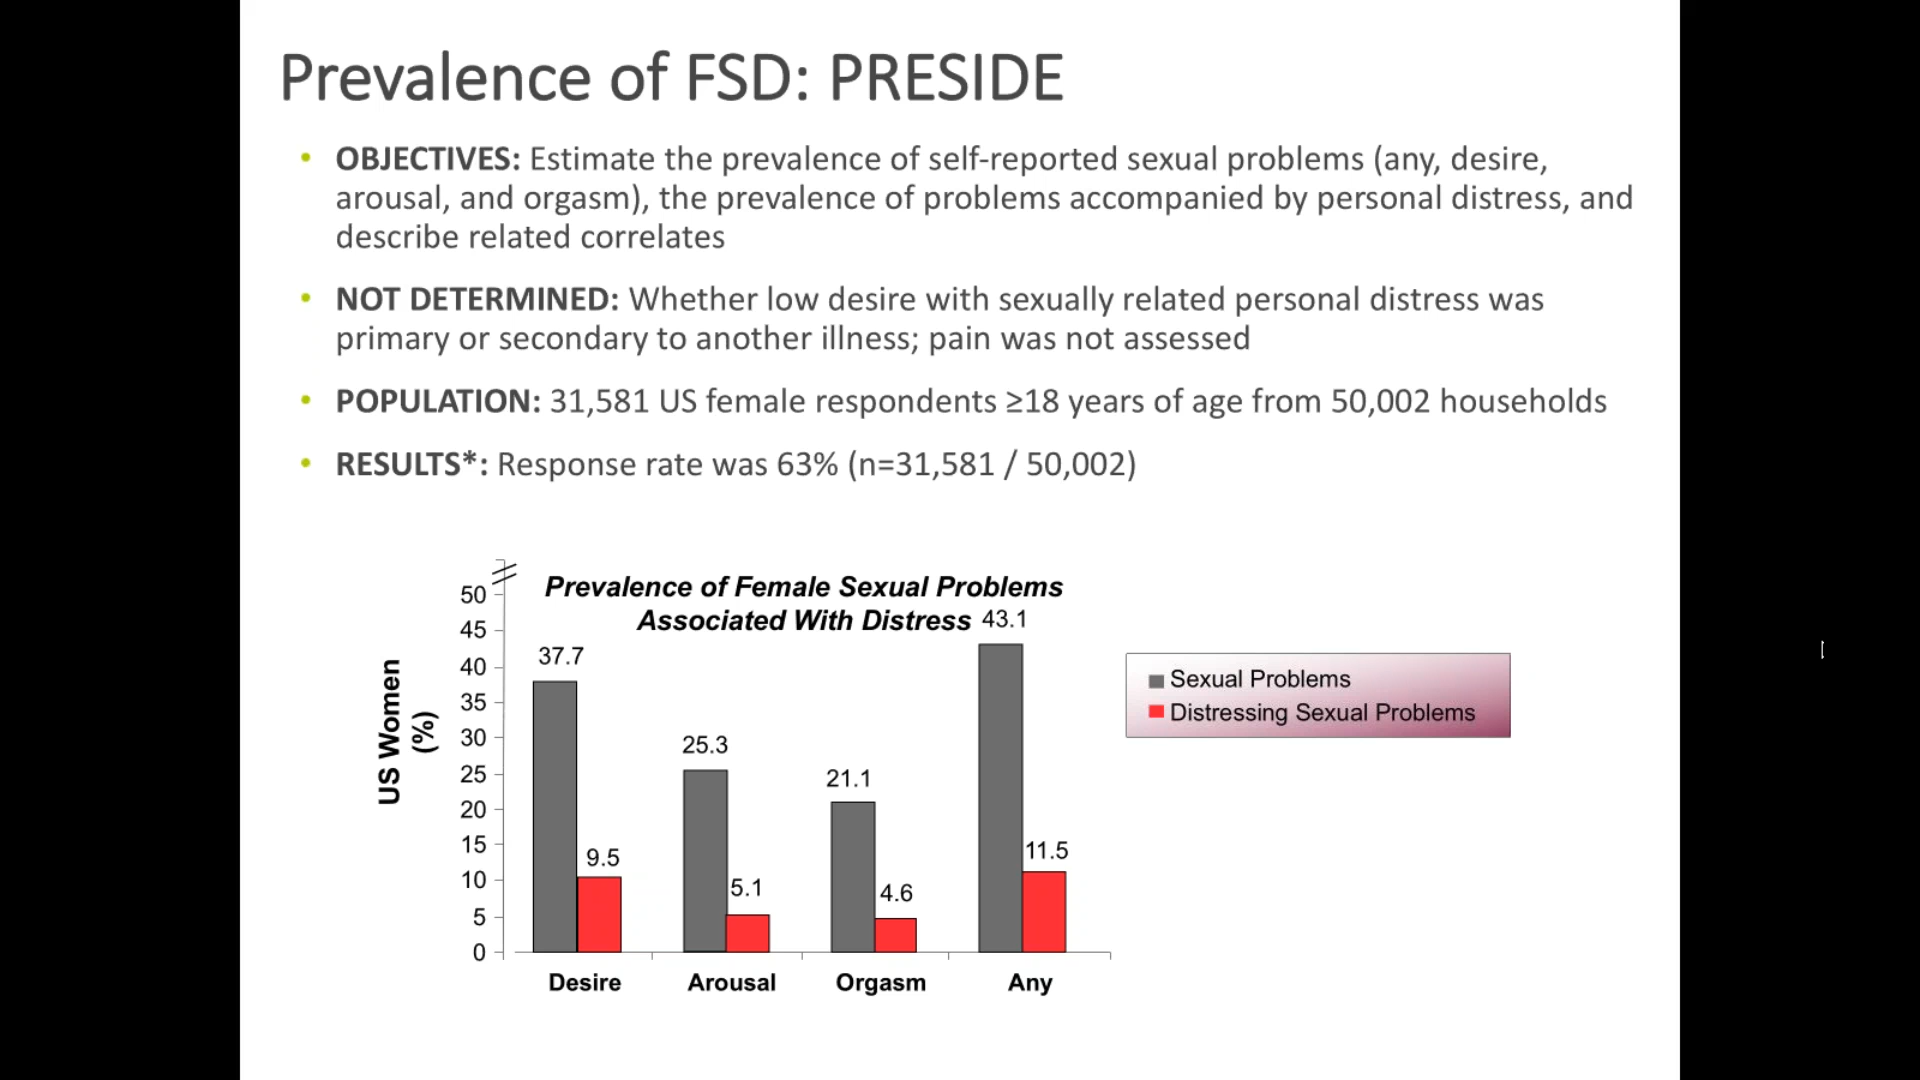 Prevalence of FSD: PRESIDE
• OBJECTIVES: Estimate the prevalence of self-reported sexual problems (any, desire,
arousal, and orgasm), the prevalence of problems accompanied by personal distress, and
describe related correlates
• NOT DETERMINED: Whether low desire with sexually related personal distress was
primary or secondary to another illness; pain was not assessed
• POPULATION: 31,581 US female respondents ≥18 years of age from 50,002 households
• RESULTS*: Response rate was 63% (n=31,581 / 50,002)
Prevalence of Female Sexual Problems
Associated With Distress
US Women
(%)
50
45
40
35
30
25
20
15
10
5
0
37.7
9.5
25.3
5.1
21.1
4.6
43.1
11.5
Desire
Arousal
Orgasm
Any
Sexual Problems
Distressing Sexual Problems